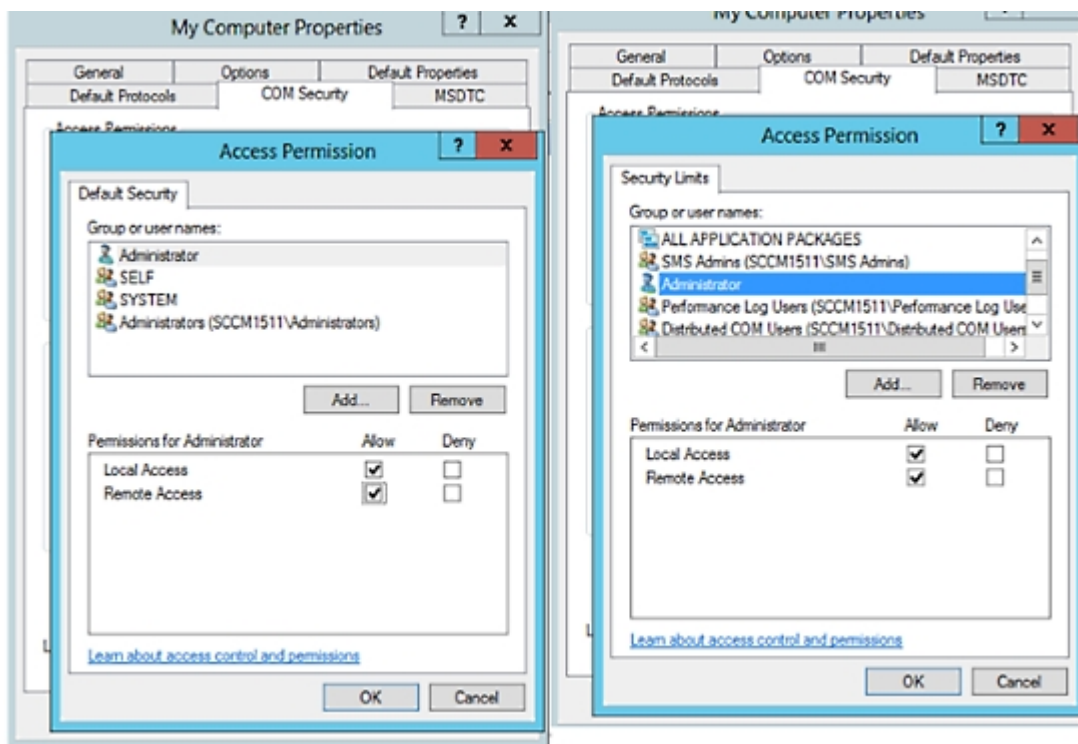 My Computer Properties
? x
General Options Default Properties
Default Protocols COM Security MSDTC
Access Permissions
Access Permission
? x
Default Security
Group or user names:
Administrator
SELF
SYSTEM
Administrators (SCCM1511\Administrators)
Add... Remove
Permissions for Administrator Allow Deny
Local Access
Remote Access
Learn about access control and permissions
OK Cancel
My Computer Properties
General Options Default Properties
Default Protocols COM Security MSDTC
Access Permissions
Access Permission
? x
Security Limits
Group or user names:
ALL APPLICATION PACKAGES
SMS Admins (SCCM1511\SMS Admins)
Administrator
Performance Log Users (SCCM1511\Performance Log Use
Distributed COM Users (SCCM1511\Distributed COM Users
Add... Remove
Permissions for Administrator Allow Deny
Local Access
Remote Access
Learn about access control and permissions
OK Cancel